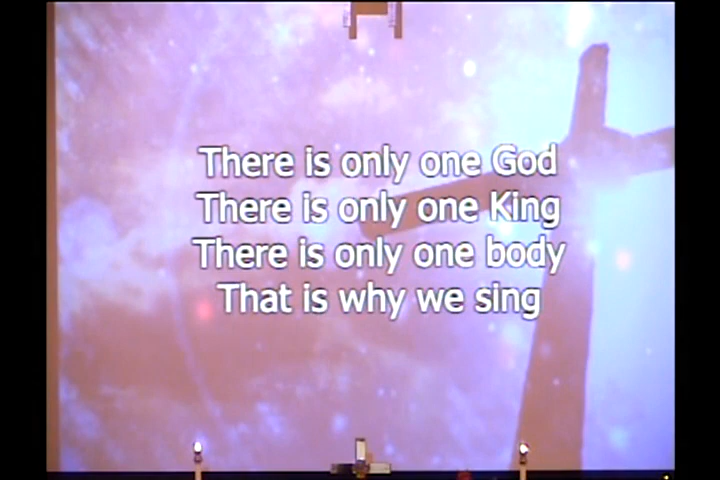 There is only one God
There is only one King
There is only one body
That is why we sing